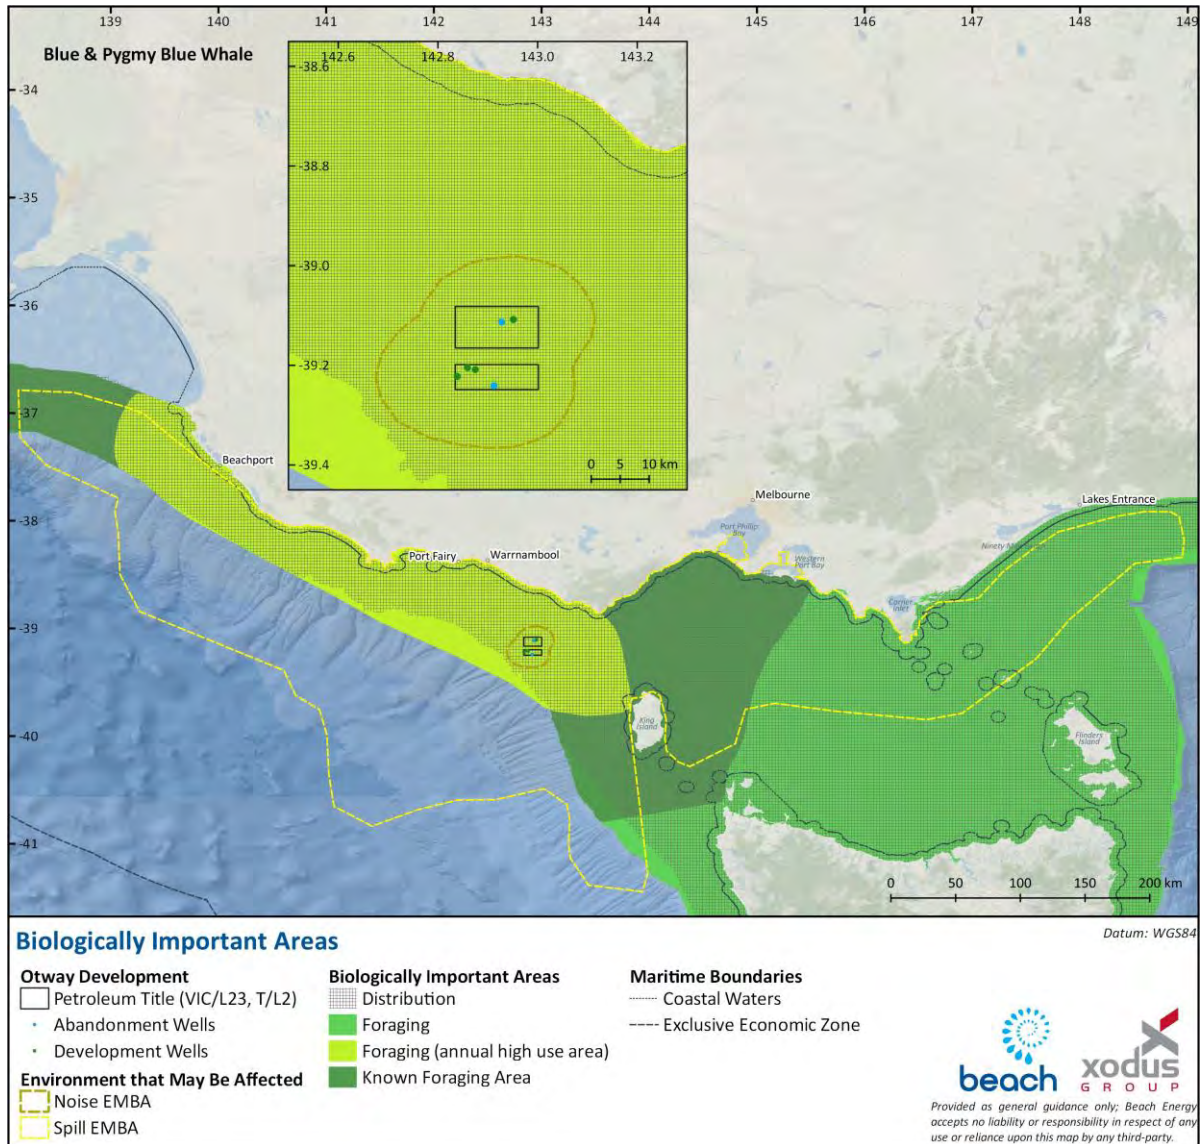 139 140 141 142 143 144 145 146 147 148 149
Blue & Pygmy Blue Whale
142.6 142.8 143.0 143.2
-38.6
-38.8
-39.0
-39.2
-39.4
0 5 10 km
-34
-35
-36
-37
-38
-39
-40
-41
Beachport
Port Fairy
Warrnambool
Melbourne
Port Phillip
Bay
Western
Port Bay
Lakes Entrance
Corner
Inlet
King
Island
Flinders
Island
0 50 100 150 200 km
Biologically Important Areas
Datum: WGS84
Otway Development
Petroleum Title (VIC/L23, T/L2)
Abandonment Wells
Development Wells
Environment that May Be Affected
Noise EMBA
Spill EMBA
Biologically Important Areas
Distribution
Foraging
Foraging (annual high use area)
Known Foraging Area
Maritime Boundaries
Coastal Waters
Exclusive Economic Zone
beach
xodus
GROUP
Provided as general guidance only; Beach Energy
accepts no liability or responsibility in respect of any
use or reliance upon this map by any third-party.